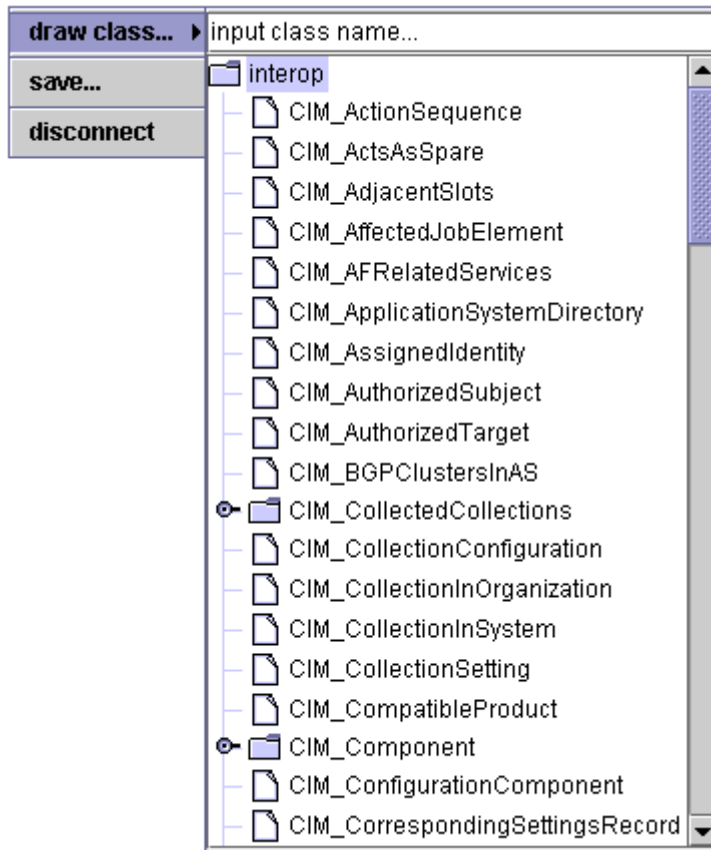 draw class...
input class name...
save...
disconnect
interop
CIM_ActionSequence
CIM_ActsAsSpare
CIM_AdjacentSlots
CIM_AffectedJobElement
CIM_AFRelatedServices
CIM_ApplicationSystemDirectory
CIM_AssignedIdentity
CIM_AuthorizedSubject
CIM_AuthorizedTarget
CIM_BGPClustersInAS
CIM_CollectedCollections
CIM_CollectionConfiguration
CIM_CollectionInOrganization
CIM_CollectionInSystem
CIM_CollectionSetting
CIM_CompatibleProduct
CIM_Component
CIM_ConfigurationComponent
CIM_CorrespondingSettingsRecord